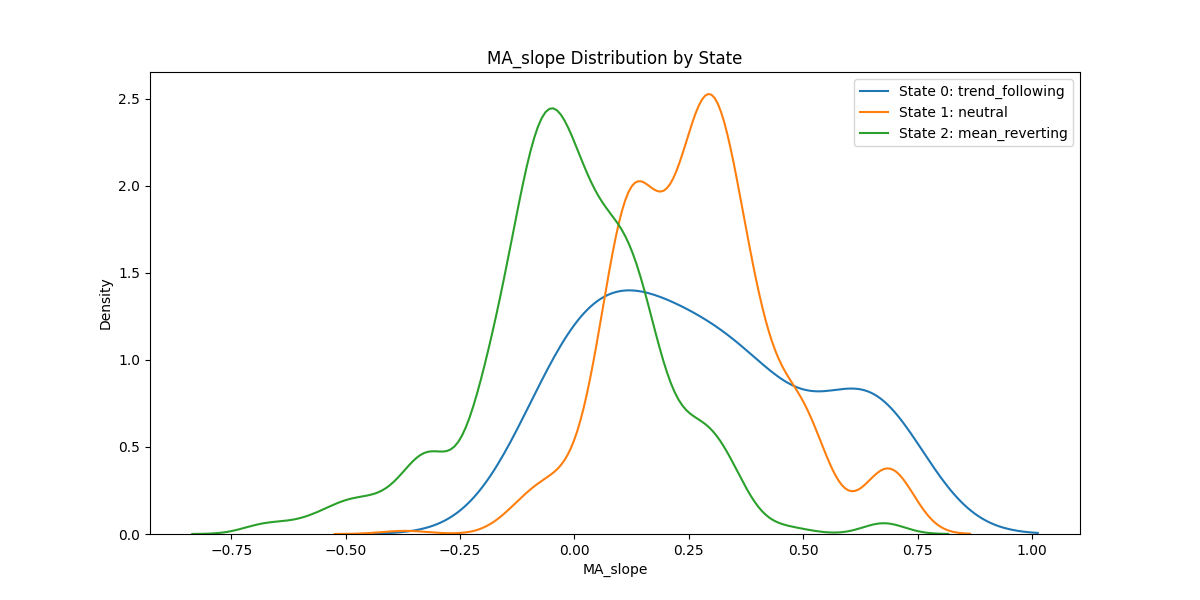 MA_slope Distribution by State
State 0: trend_following
State 1: neutral
State 2: mean_reverting
Density
2.5
2.0
1.5
1.0
0.5
0.0
−0.75 −0.50 −0.25 0.00 0.25 0.50 0.75 1.00
MA_slope